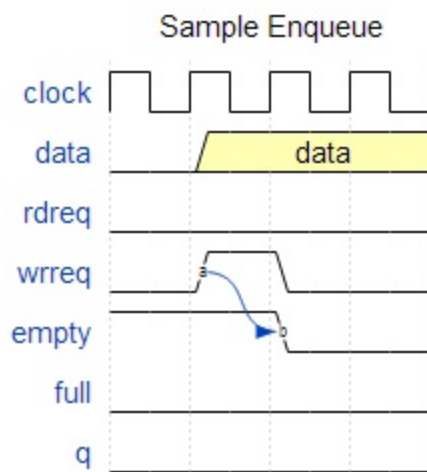 Sample Enqueue
clock
data data
rdreq
wrreq a
empty b
full
q